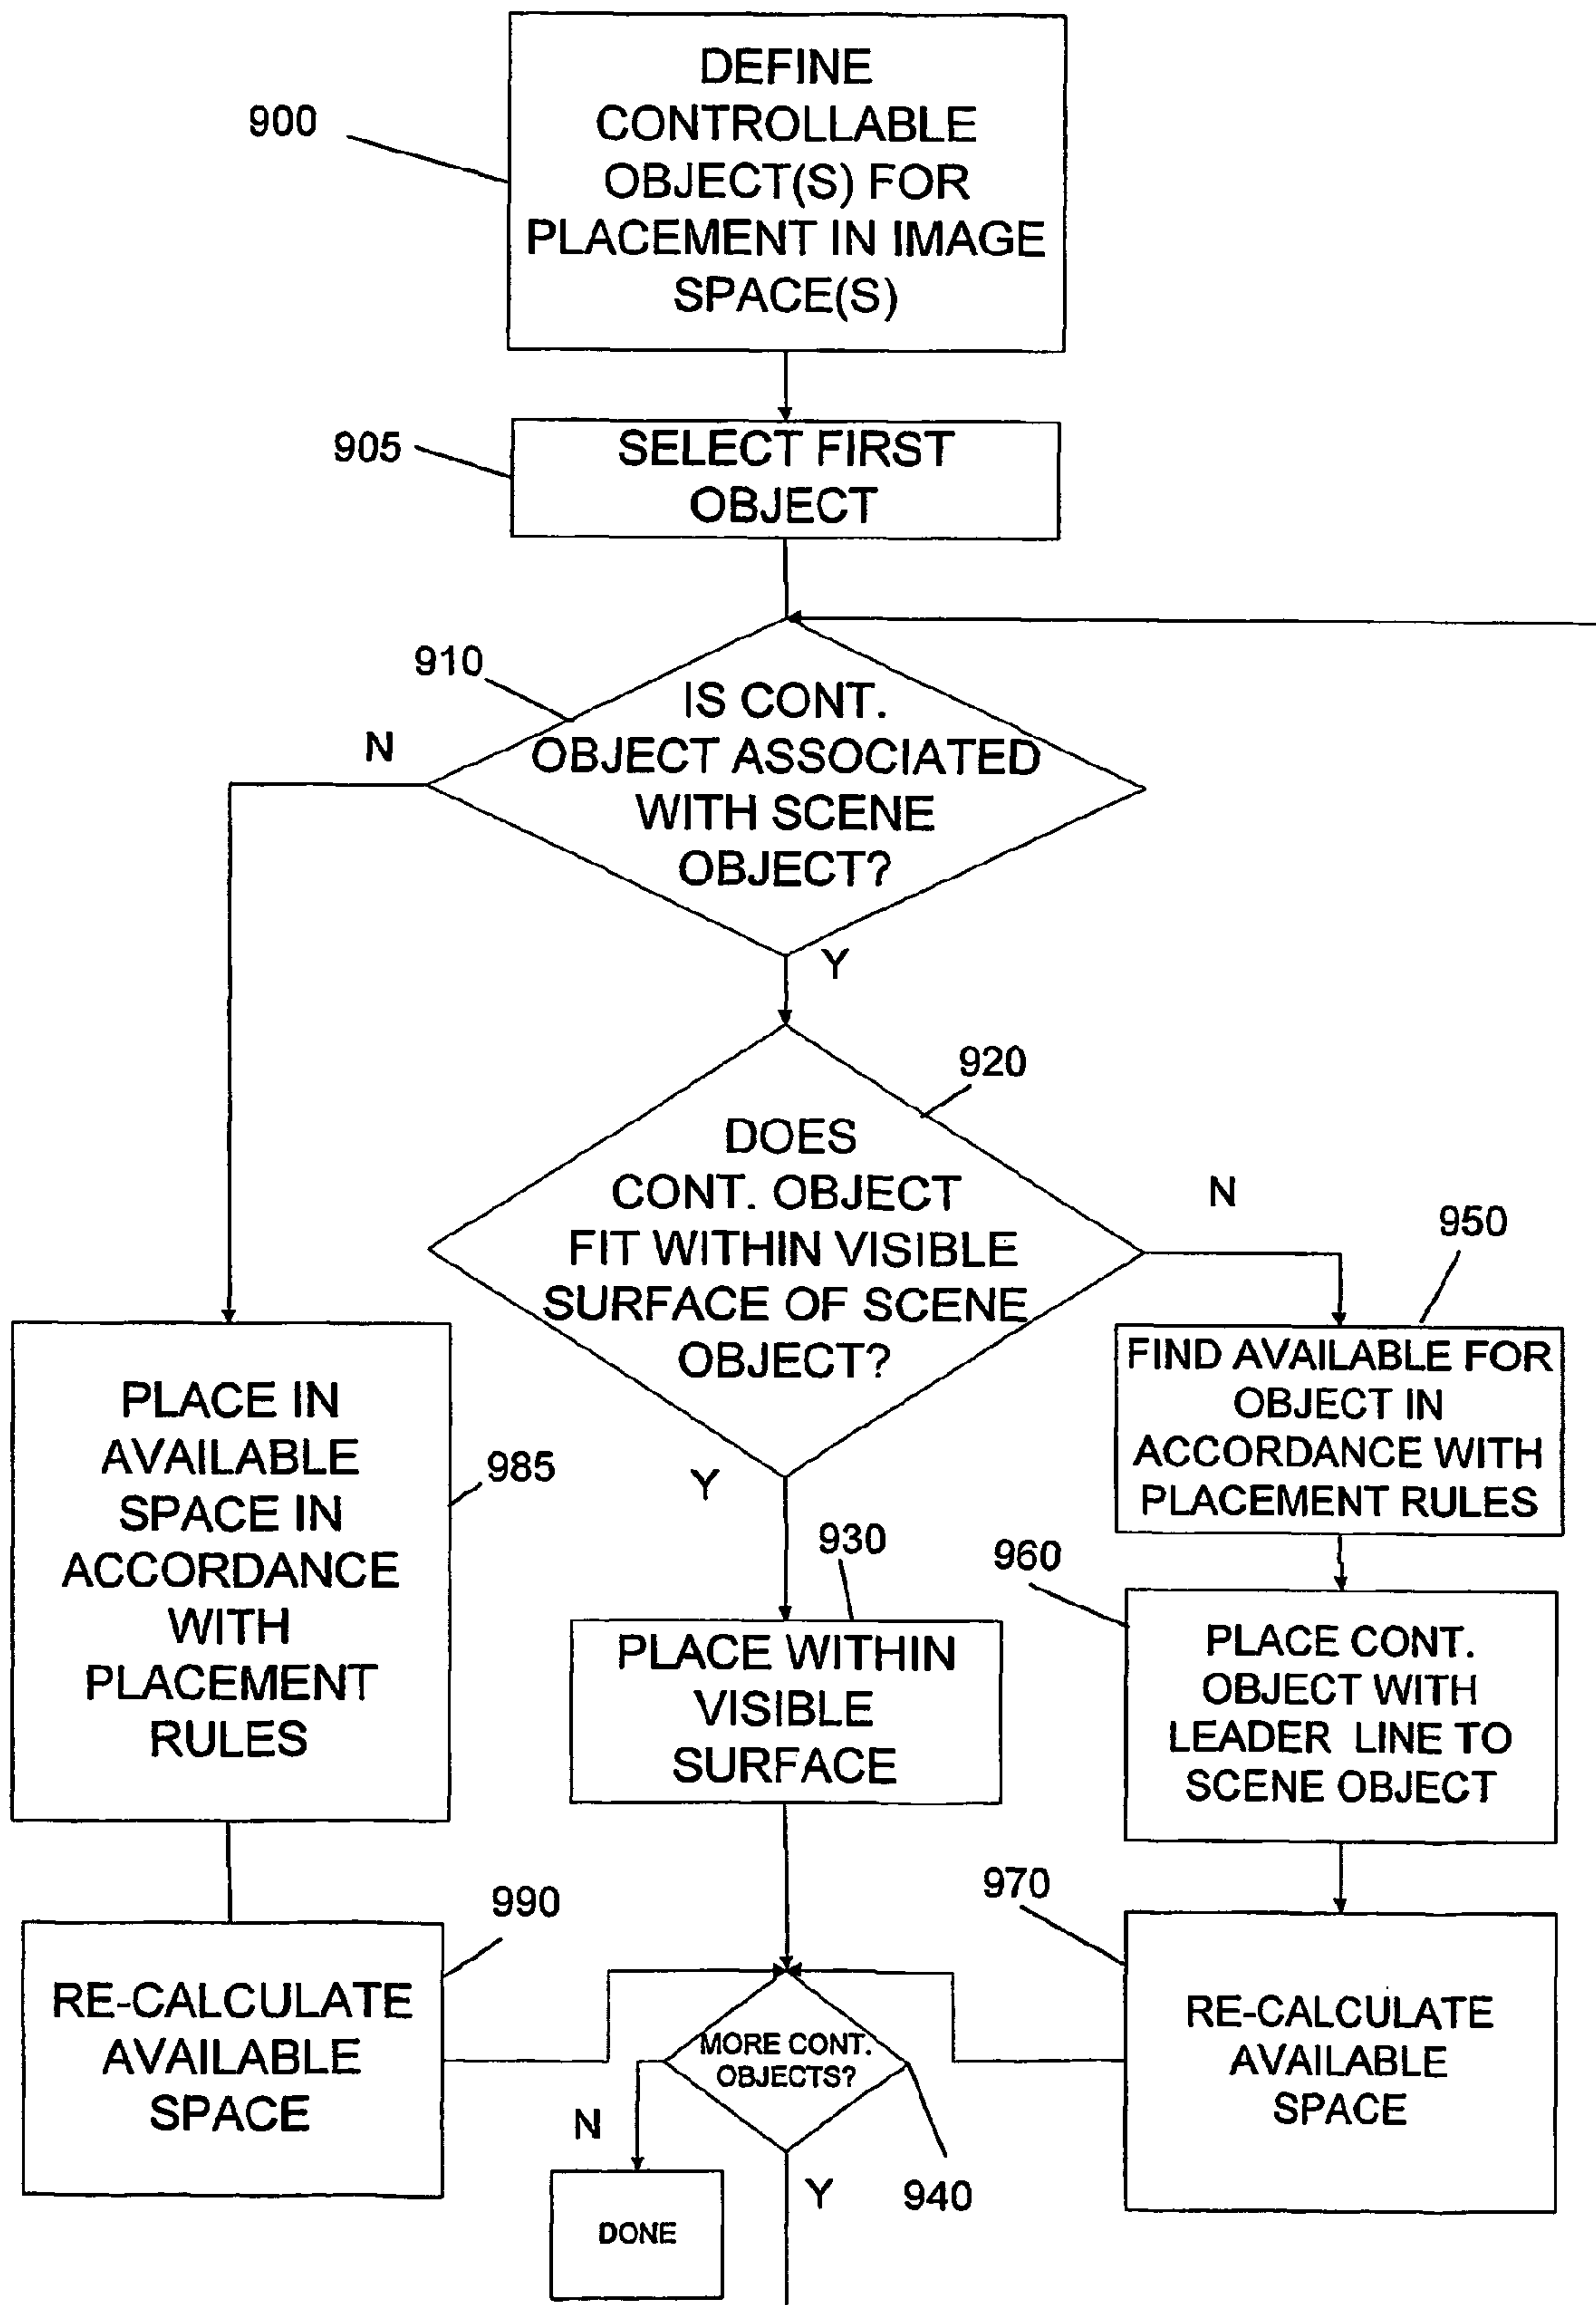 DEFINE
CONTROLLABLE
OBJECT(S) FOR
PLACEMENT IN IMAGE
SPACE(S)
900
905
SELECT FIRST
OBJECT
910
IS CONT.
OBJECT ASSOCIATED
WITH SCENE
OBJECT?
N
Y
920
DOES
CONT. OBJECT
FIT WITHIN VISIBLE
SURFACE OF SCENE
OBJECT?
N
Y
950
FIND AVAILABLE FOR
OBJECT IN
ACCORDANCE WITH
PLACEMENT RULES
PLACE IN
AVAILABLE
SPACE IN
ACCORDANCE
WITH
PLACEMENT
RULES
985
930
PLACE WITHIN
VISIBLE
SURFACE
960
PLACE CONT.
OBJECT WITH
LEADER LINE TO
SCENE OBJECT
990
RE-CALCULATE
AVAILABLE
SPACE
970
RE-CALCULATE
AVAILABLE
SPACE
MORE CONT.
OBJECTS?
N
Y
940
DONE